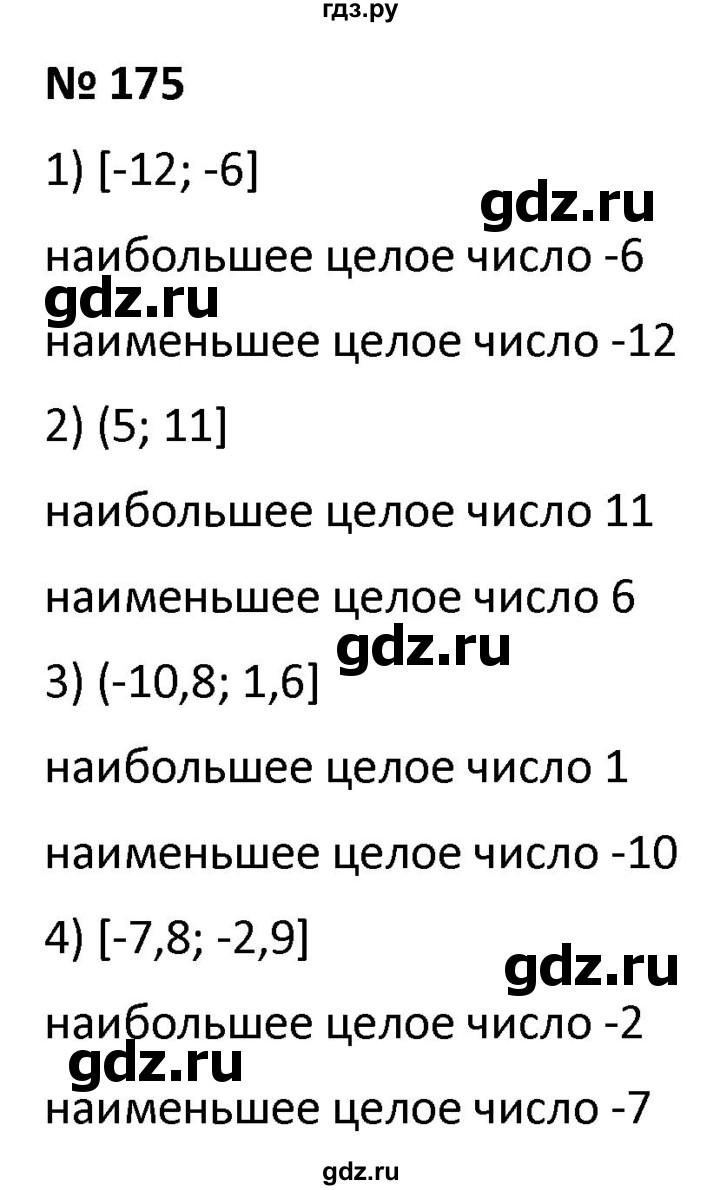 гдз.ру
№ 175
1) [-12; -6]
gdz.ru
наибольшее целое число -6
gdz.ru
наименьшее целое число -12
2) (5; 11]
наибольшее целое число 11
наименьшее целое число 6
gdz.ru
3) (-10,8; 1,6]
наибольшее целое число 1
наименьшее целое число -10
4) [-7,8; -2,9]
gdz.ru
наибольшее целое число -2
gdz.ru
наименьшее целое число -7
gdz.ru